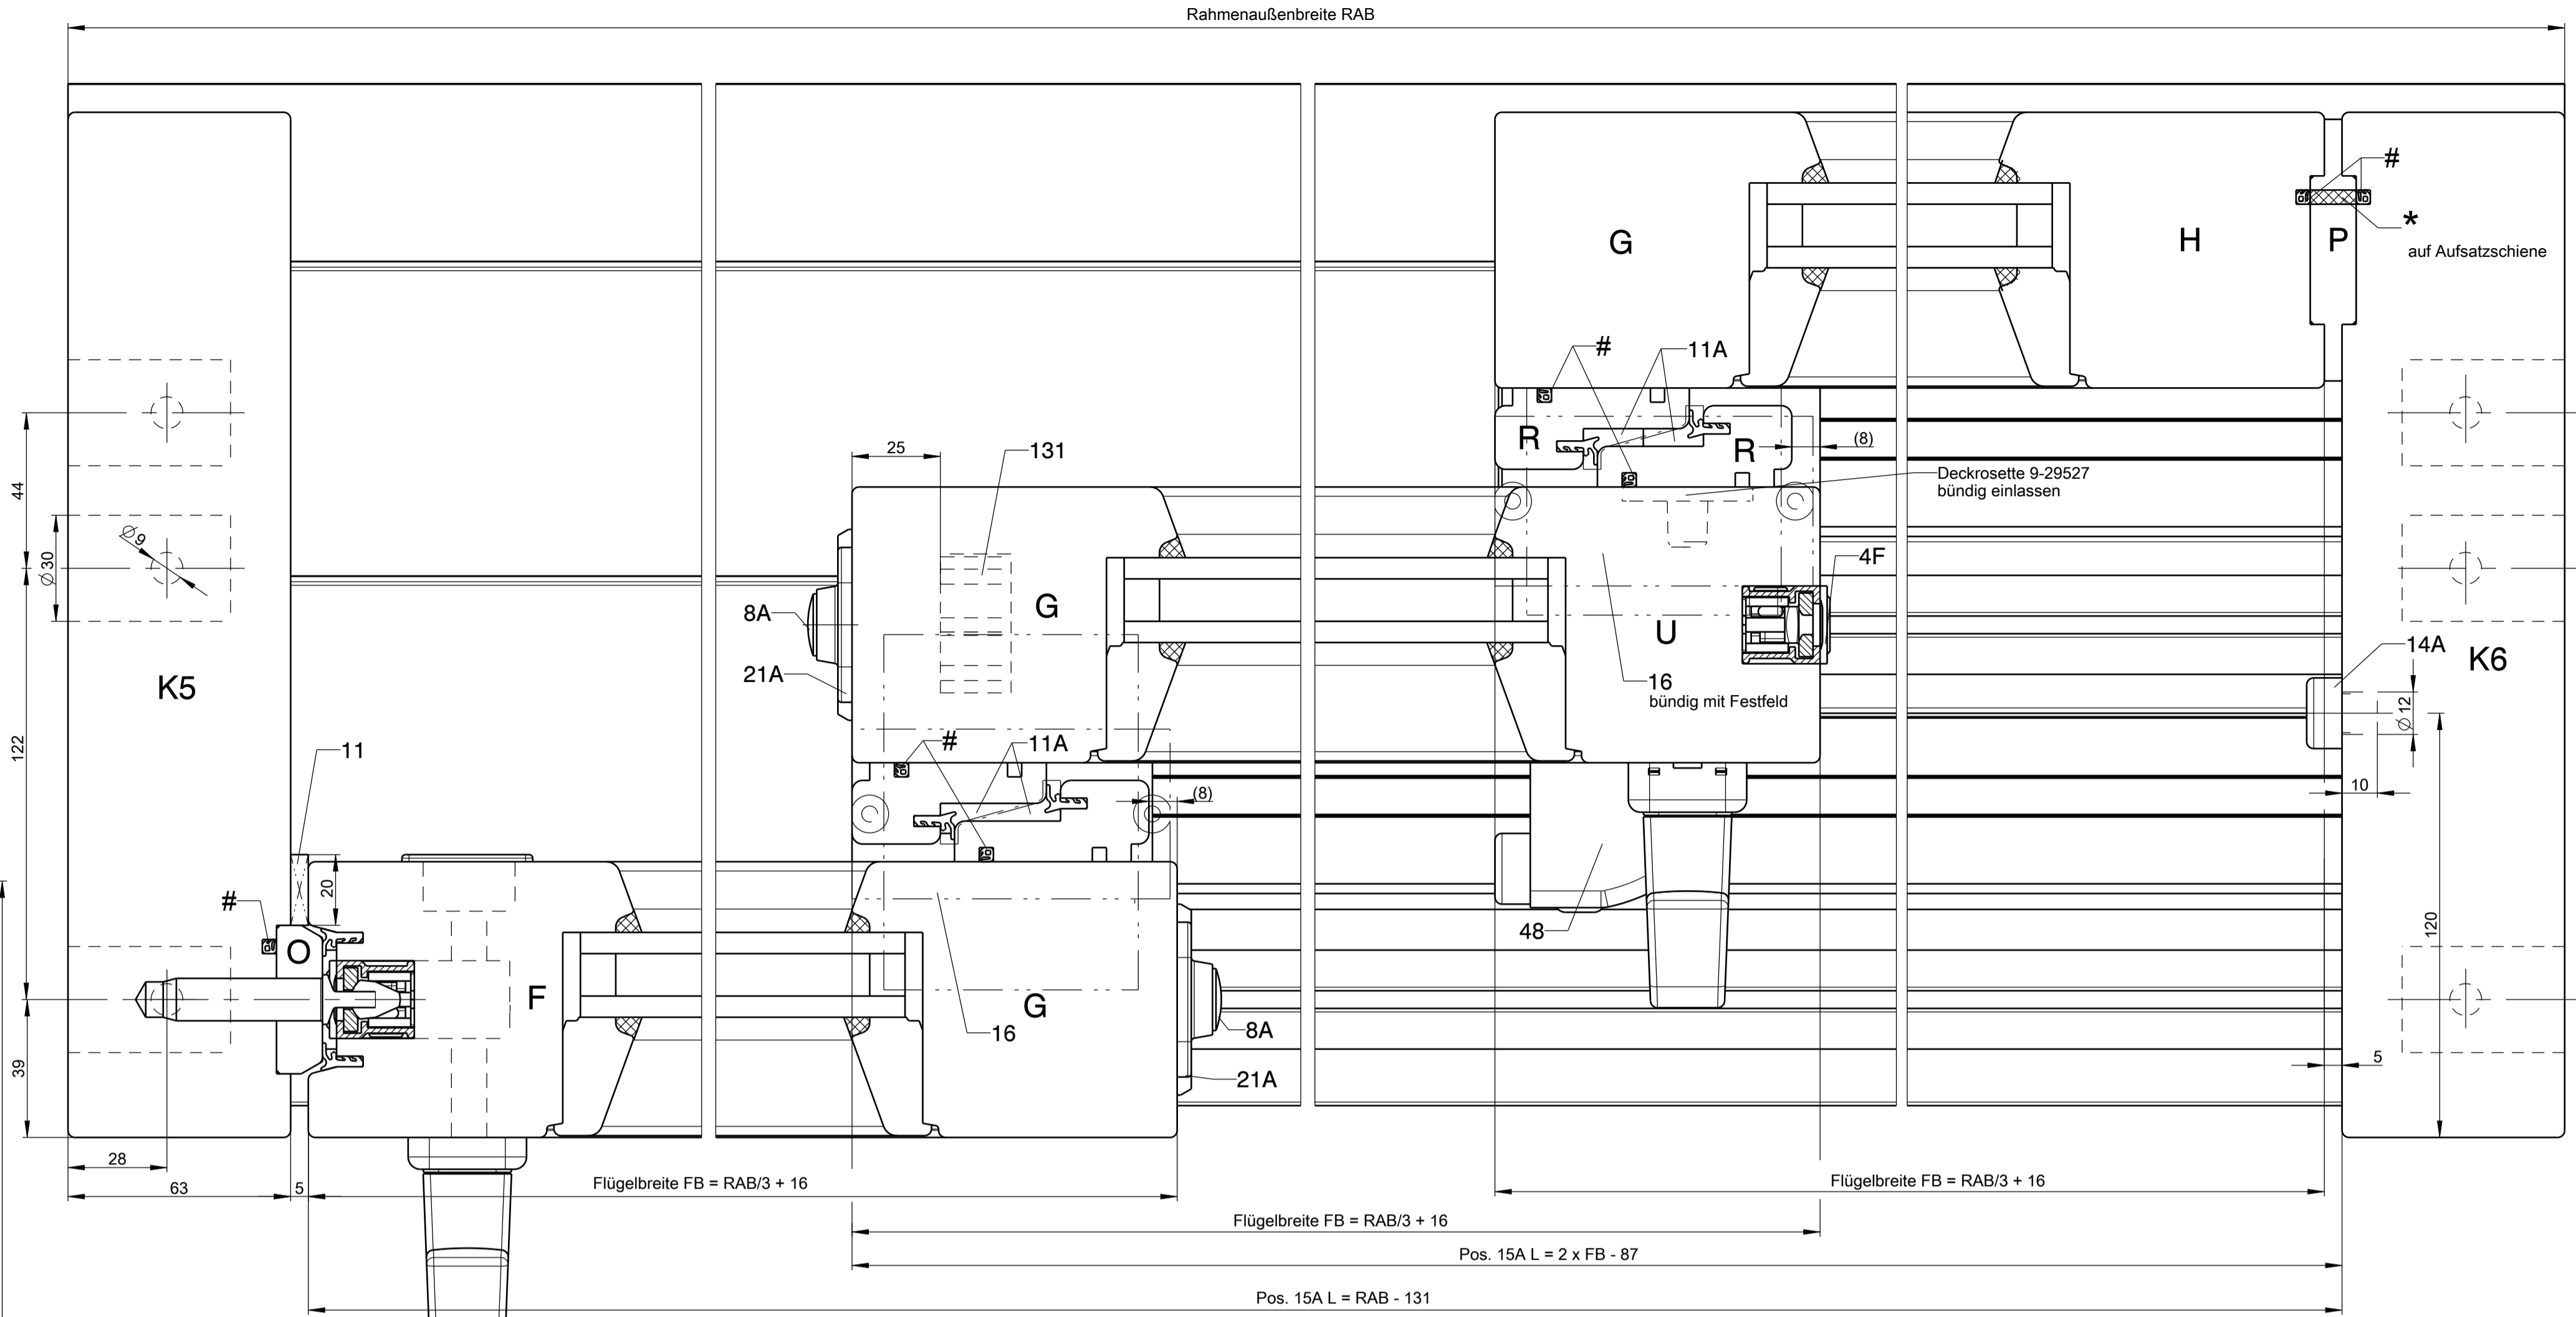 Rahmenaußenbreite RAB
#
*
G
H
P
auf Aufsatzschiene
#
11A
R
R
(8)
25
131
Deckrosette 9-29527
bündig einlassen
44
Ø 9
Ø 30
4F
8A
G
U
14A
21A
16
bündig mit Festfeld
K5
K6
Ø 12
122
11
#
11A
(8)
10
20
#
O
48
120
F
G
16
8A
39
21A
5
28
63
5
Flügelbreite FB = RAB/3 + 16
Flügelbreite FB = RAB/3 + 16
Flügelbreite FB = RAB/3 + 16
Pos. 15A L = 2 x FB - 87
Pos. 15A L = RAB - 131